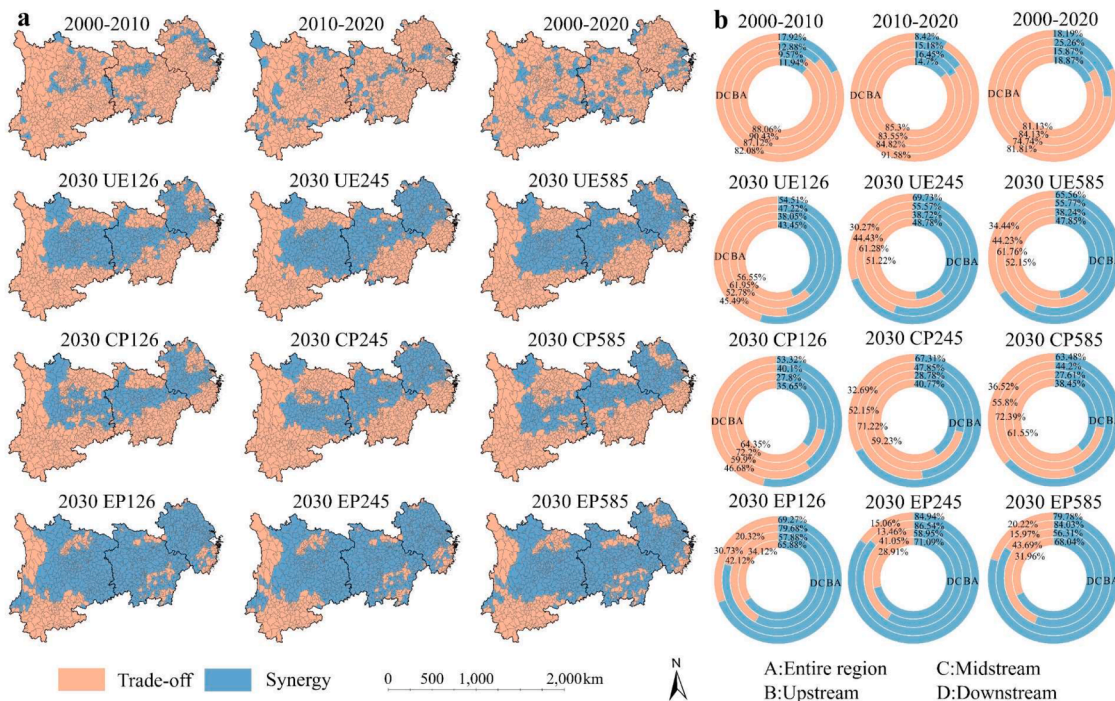 a
2000-2010
2010-2020
2000-2020
2030 UE126
2030 UE245
2030 UE585
2030 CP126
2030 CP245
2030 CP585
2030 EP126
2030 EP245
2030 EP585
Trade-off
Synergy
0 500 1,000 2,000km
N
b
2000-2010
17.92%
12.88%
9.57%
11.94%
DCBA
88.06%
90.43%
87.12%
82.08%
2010-2020
8.42%
15.18%
16.45%
14.7%
DCBA
85.3%
83.55%
84.82%
91.58%
2000-2020
18.19%
25.26%
15.87%
18.87%
DCBA
81.13%
84.13%
74.74%
81.81%
2030 UE126
54.51%
47.22%
38.05%
43.45%
DCBA
56.55%
61.95%
52.78%
45.49%
2030 UE245
69.73%
55.57%
38.72%
48.78%
30.27%
44.43%
61.28%
51.22%
DCBA
2030 UE585
65.56%
55.77%
38.24%
47.85%
34.44%
44.23%
61.76%
52.15%
DCBA
2030 CP126
53.32%
40.1%
27.8%
35.65%
DCBA
64.35%
72.2%
59.9%
46.68%
2030 CP245
67.31%
47.85%
28.78%
40.77%
32.69%
52.15%
71.22%
59.23%
DCBA
2030 CP585
63.48%
44.2%
27.61%
38.45%
36.52%
55.8%
72.39%
61.55%
DCBA
2030 EP126
69.27%
79.68%
57.88%
65.88%
20.32%
30.73% 34.12%
42.12%
DCBA
2030 EP245
84.94%
86.54%
58.95%
71.09%
15.06%
13.46%
41.05%
28.91%
DCBA
2030 EP585
79.78%
84.03%
56.31%
68.04%
20.22%
15.97%
43.69%
31.96%
DCBA
A:Entire region
C:Midstream
B:Upstream
D:Downstream